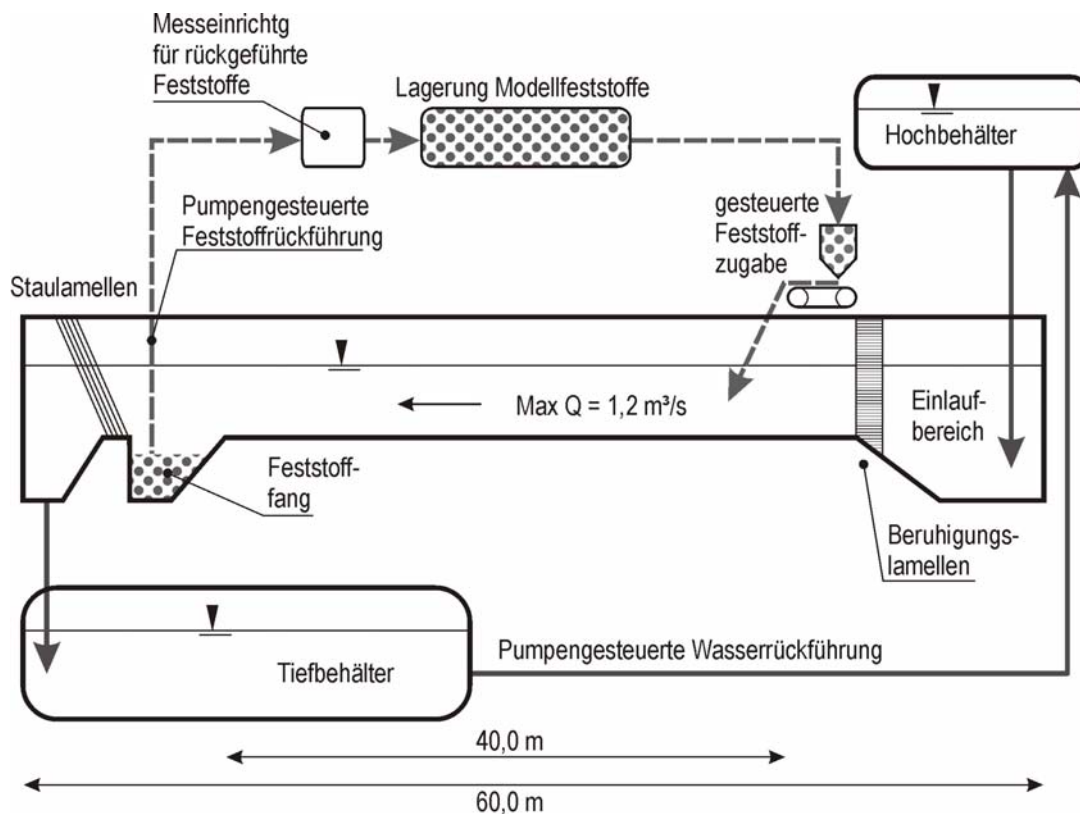 Messeinrichtg
für rückgeführte
Feststoffe
Lagerung Modellfeststoffe
Hochbehälter
Pumpengesteuerte
Feststoffrückführung
gesteuerte
Feststoff-
zugabe
Staulamellen
Max Q = 1,2 m³/s
Einlauf-
bereich
Feststoff-
fang
Beruhigungs-
lamellen
Pumpengesteuerte Wasserrückführung
Tiefbehälter
40,0 m
60,0 m